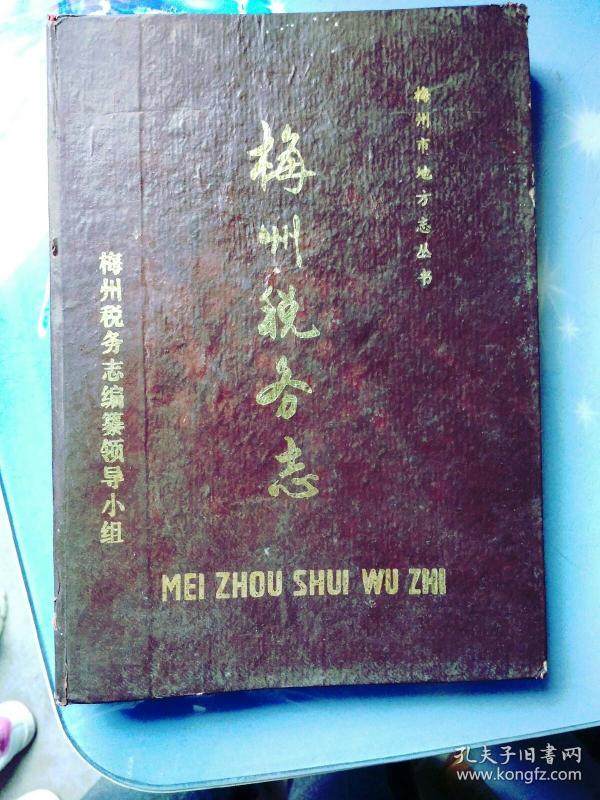 梅州市地方志丛书
梅州税务志
梅州税务志编纂领导小组
MEI ZHOU SHUI WU ZHI
孔夫子旧书网
www.kongfz.com